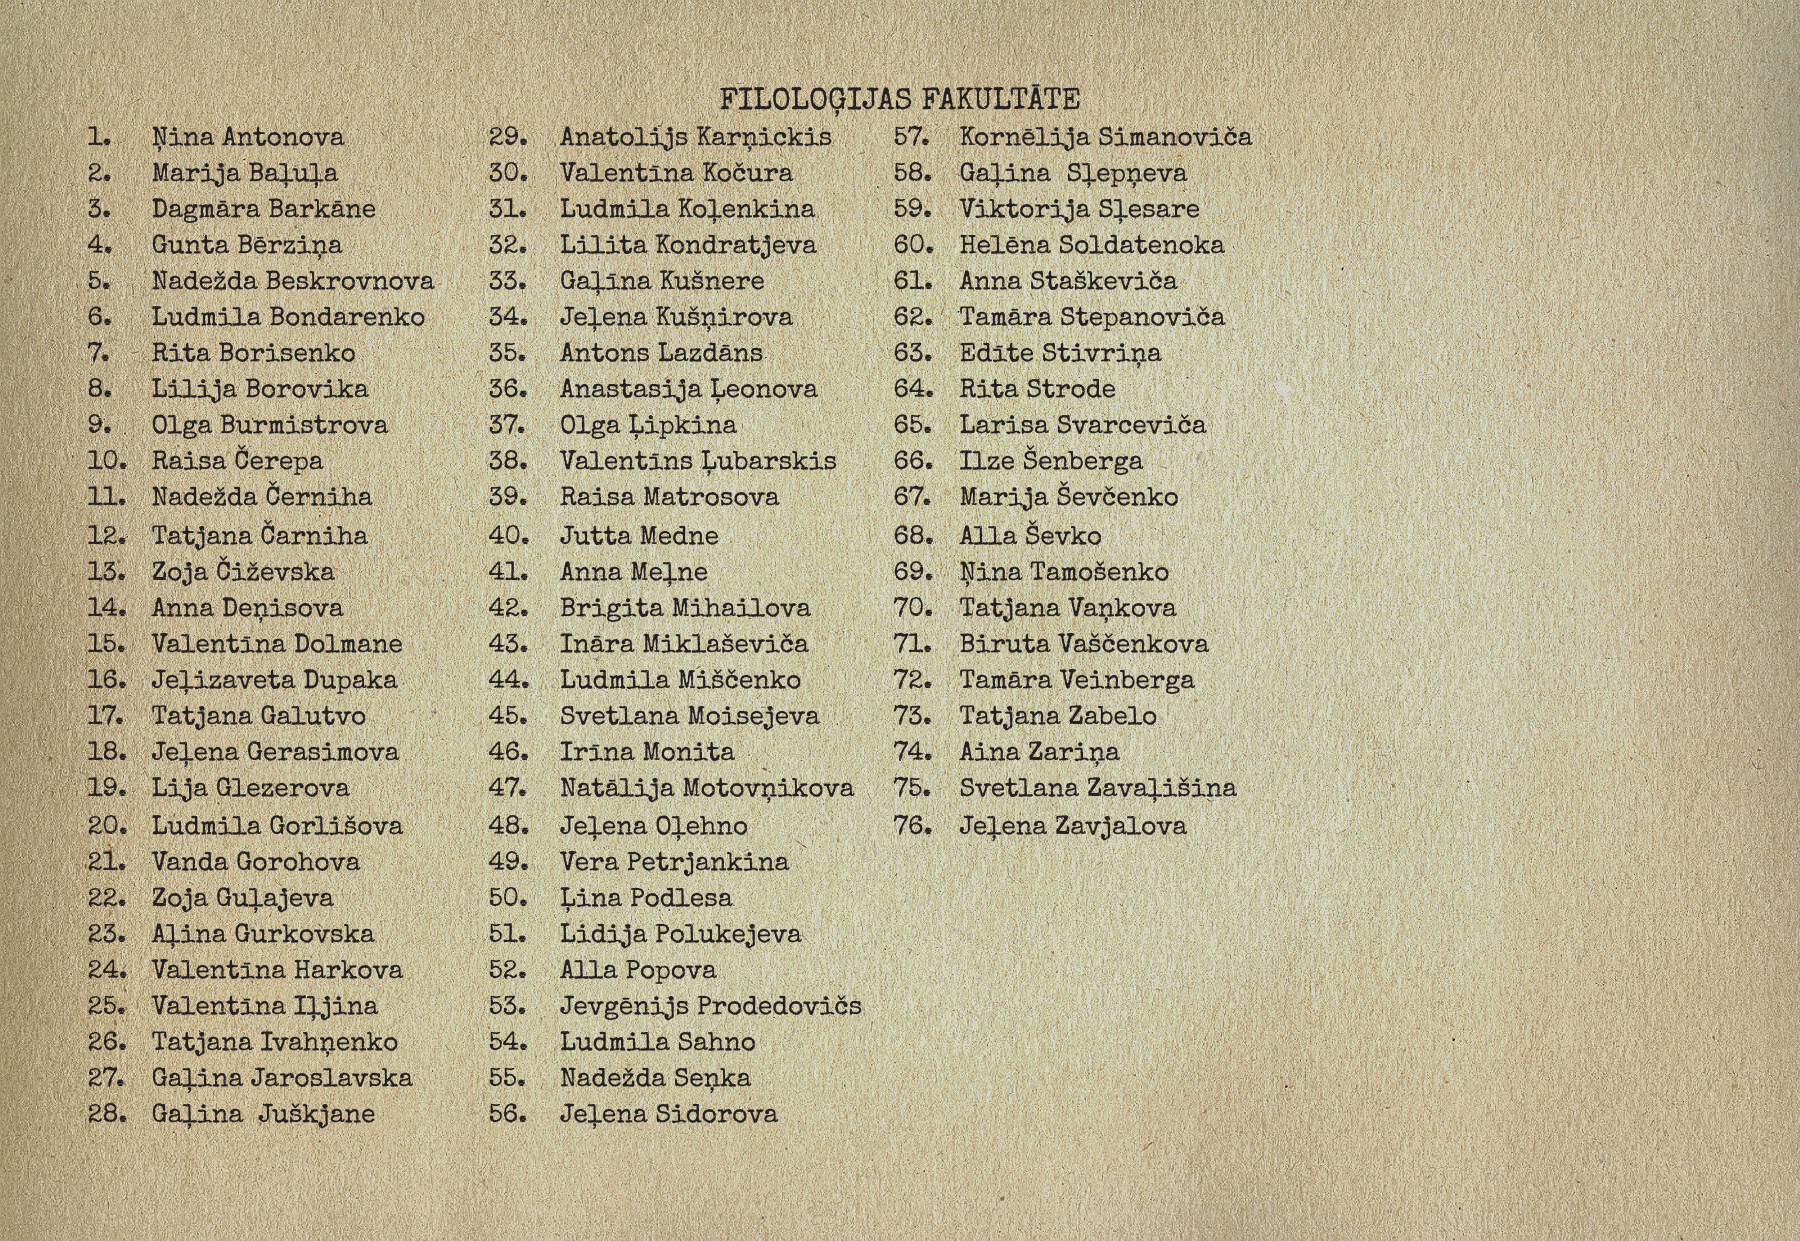 FILOLOĢIJAS FAKULTĀTE
1. Ņina Antonova
2. Marija Baļuļa
3. Dagmāra Barkāne
4. Gunta Bērziņa
5. Nadežda Beskrovnova
6. Ludmila Bondarenko
7. Rita Borisenko
8. Lilija Borovika
9. Olga Burmistrova
10. Raisa Čerepa
11. Nadežda Černiha
12. Tatjana Čarniha
13. Zoja Čiževska
14. Anna Deņisova
15. Valentīna Dolmane
16. Jeļizaveta Dupaka
17. Tatjana Galutvo
18. Jeļena Gerasimova
19. Lija Glezerova
20. Ludmila Gorlišova
21. Vanda Gorohova
22. Zoja Guļajeva
23. Aļina Gurkovska
24. Valentīna Harkova
25. Valentīna Iļjina
26. Tatjana Ivahņenko
27. Gaļina Jaroslavska
28. Gaļina Juškjane
29. Anatolijs Karņickis
30. Valentīna Kočura
31. Ludmila Koļenkina
32. Lilita Kondratjeva
33. Gaļīna Kušnere
34. Jeļena Kušņirova
35. Antons Lazdāns
36. Anastasija Ļeonova
37. Olga Ļipkina
38. Valentīns Ļubarskis
39. Raisa Matrosova
40. Jutta Medne
41. Anna Meļne
42. Brigita Mihailova
43. Ināra Miklaševiča
44. Ludmila Miščenko
45. Svetlana Moisejeva
46. Irīna Monita
47. Natālija Motovņikova
48. Jeļena Oļehno
49. Vera Petrjankina
50. Ļina Podlesa
51. Lidija Polukejeva
52. Alla Popova
53. Jevgēnijs Prodedovičs
54. Ludmila Sahno
55. Nadežda Seņka
56. Jeļena Sidorova
57. Kornēlija Simanoviča
58. Gaļina Sļepņeva
59. Viktorija Sļesare
60. Helēna Soldatenoka
61. Anna Staškeviča
62. Tamāra Stepanoviča
63. Edīte Stivriņa
64. Rita Strode
65. Larisa Svarceviča
66. Ilze Šenberga
67. Marija Ševčenko
68. Alla Ševko
69. Ņina Tamošenko
70. Tatjana Vaņkova
71. Biruta Vaščenkova
72. Tamāra Veinberga
73. Tatjana Zabelo
74. Aina Zariņa
75. Svetlana Zavaļišina
76. Jeļena Zavjalova